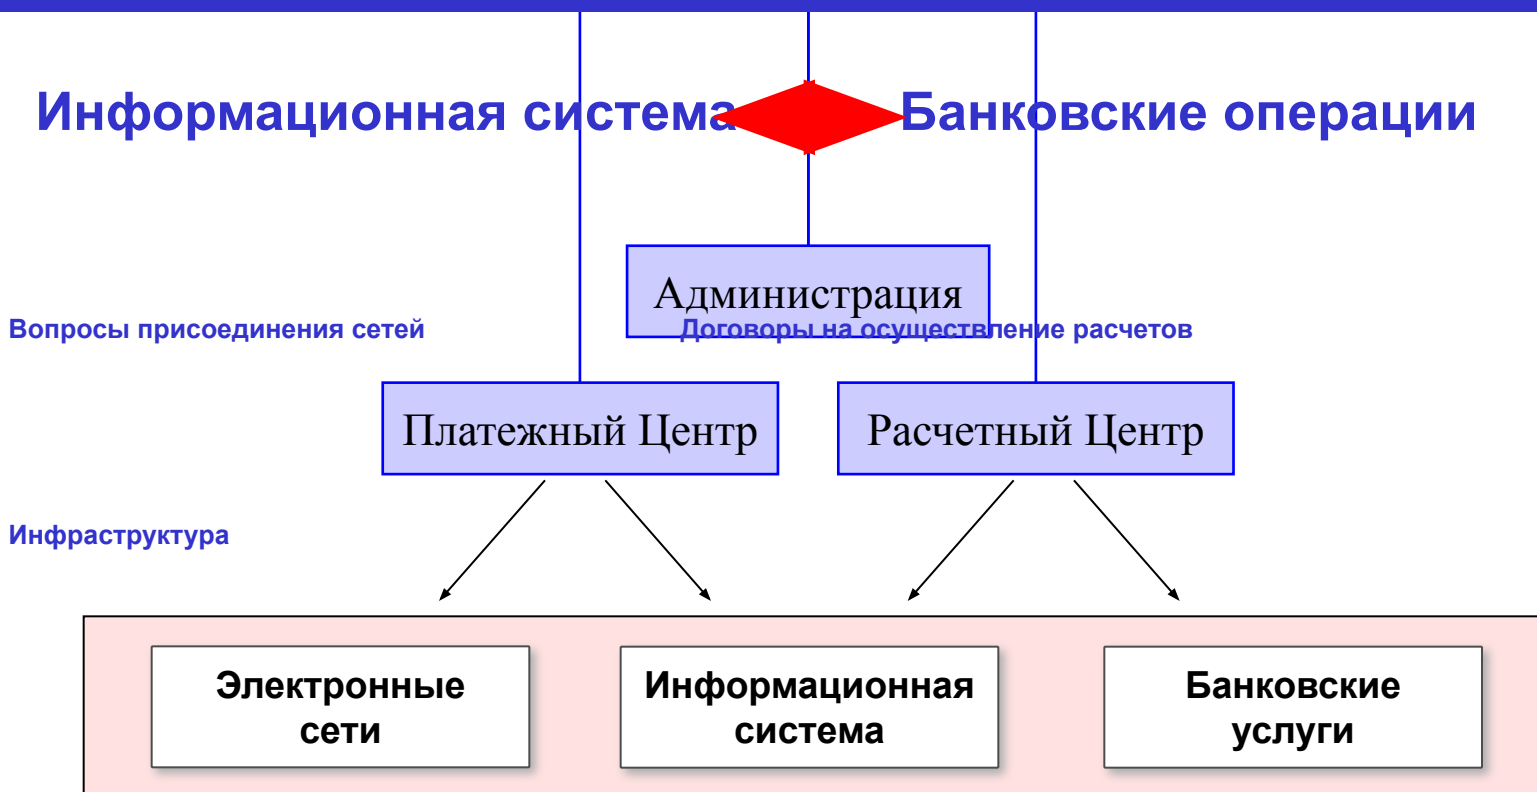 Информационная система
Банковские операции
Администрация
Вопросы присоединения сетей
Договоры на осуществление расчетов
Платежный Центр
Расчетный Центр
Инфраструктура
Электронные
сети
Информационная
система
Банковские
услуги